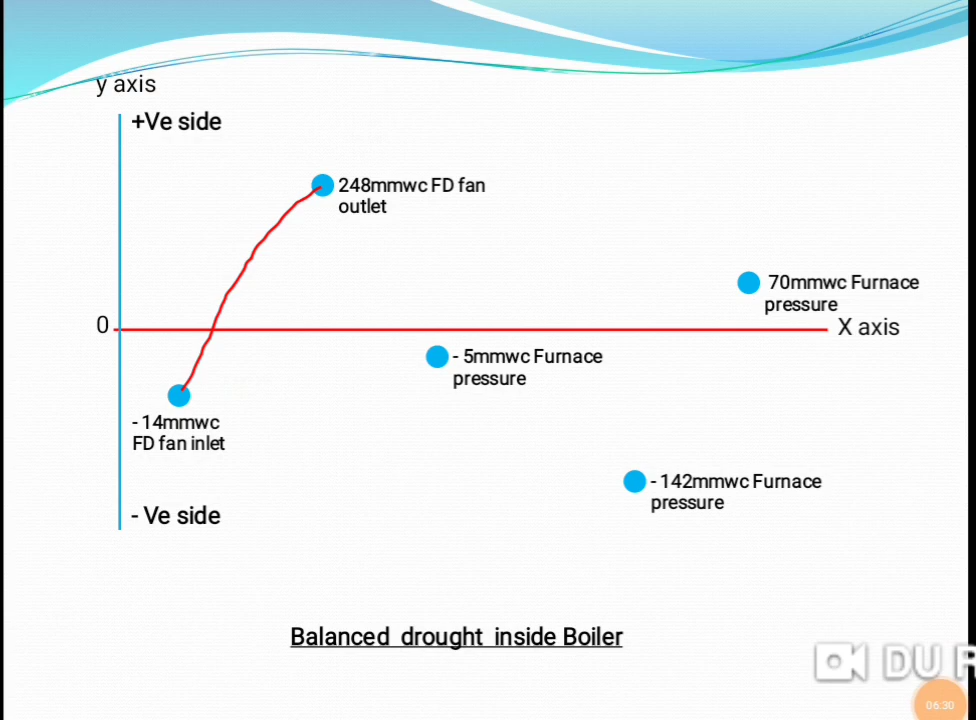 y axis
+Ve side
248mmwc FD fan
outlet
70mmwc Furnace
pressure
0
X axis
- 5mmwc Furnace
pressure
- 14mmwc
FD fan inlet
- 142mmwc Furnace
pressure
- Ve side
Balanced drought inside Boiler
DU
06:30